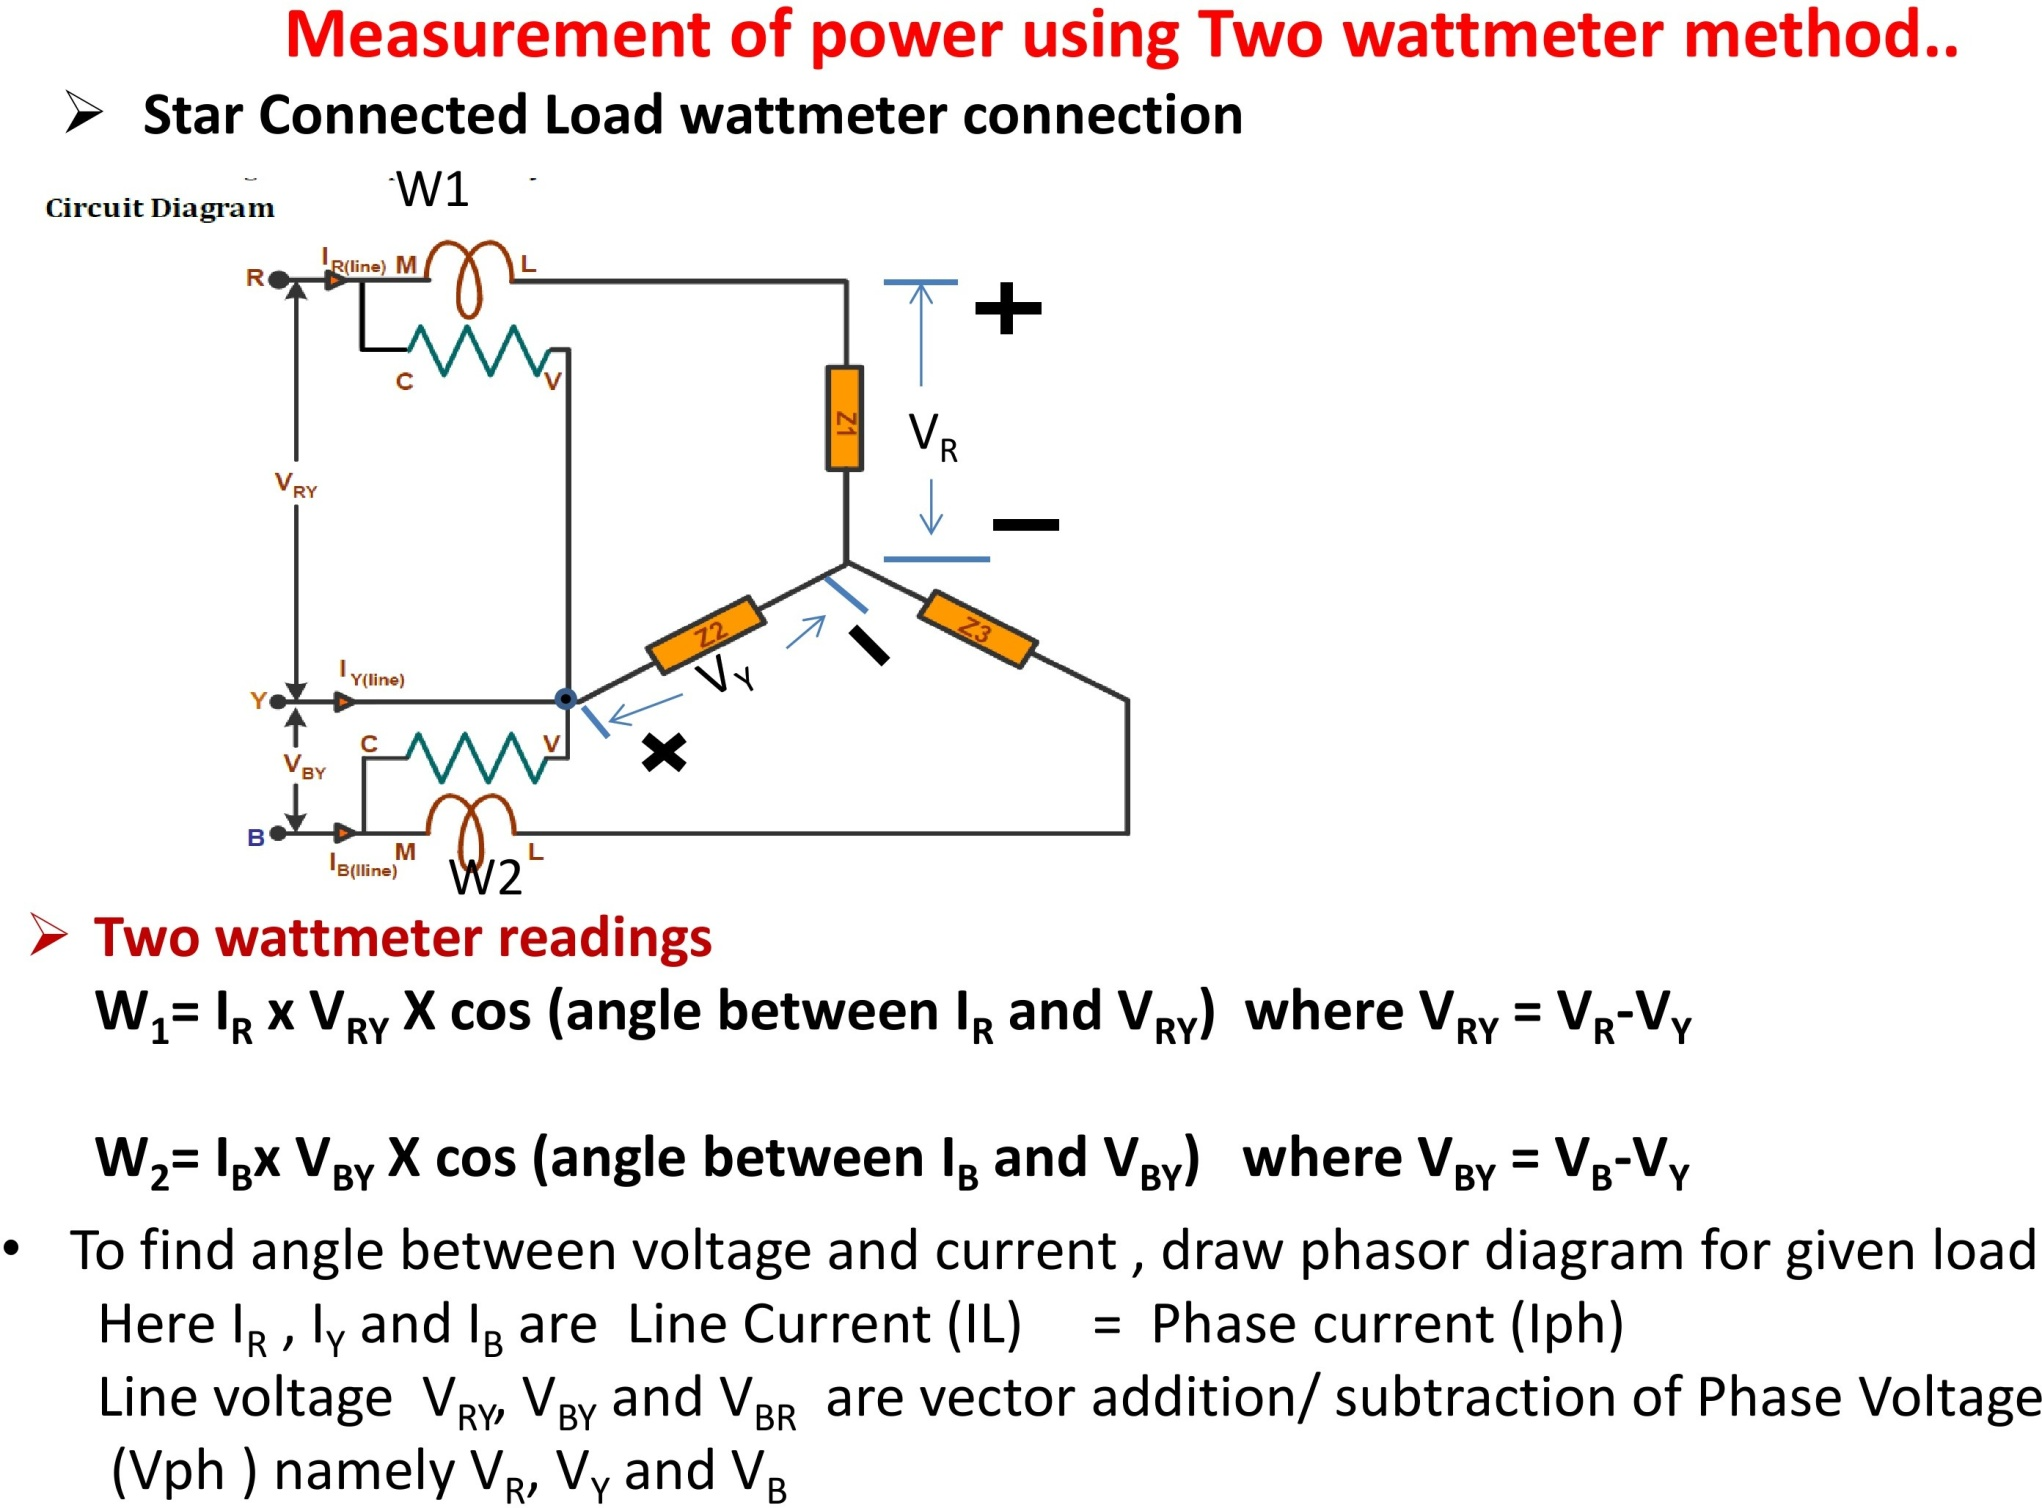 Measurement of power using Two wattmeter method..
➢ Star Connected Load wattmeter connection
W1
Circuit Diagram
R I R(line) M L
C V
Z1
+
VR
−
VRY
Z2
Z3
VY
I Y(line)
Y
C V
VBY
B
IB(lline) M L
W2
➢ Two wattmeter readings
W1= IR x VRY X cos (angle between IR and VRY) where VRY = VR-VY
W2= IBx VBY X cos (angle between IB and VBY) where VBY = VB-VY
• To find angle between voltage and current , draw phasor diagram for given load
Here IR , IY and IB are Line Current (IL) = Phase current (Iph)
Line voltage VRY, VBY and VBR are vector addition/ subtraction of Phase Voltage
(Vph ) namely VR, VY and VB